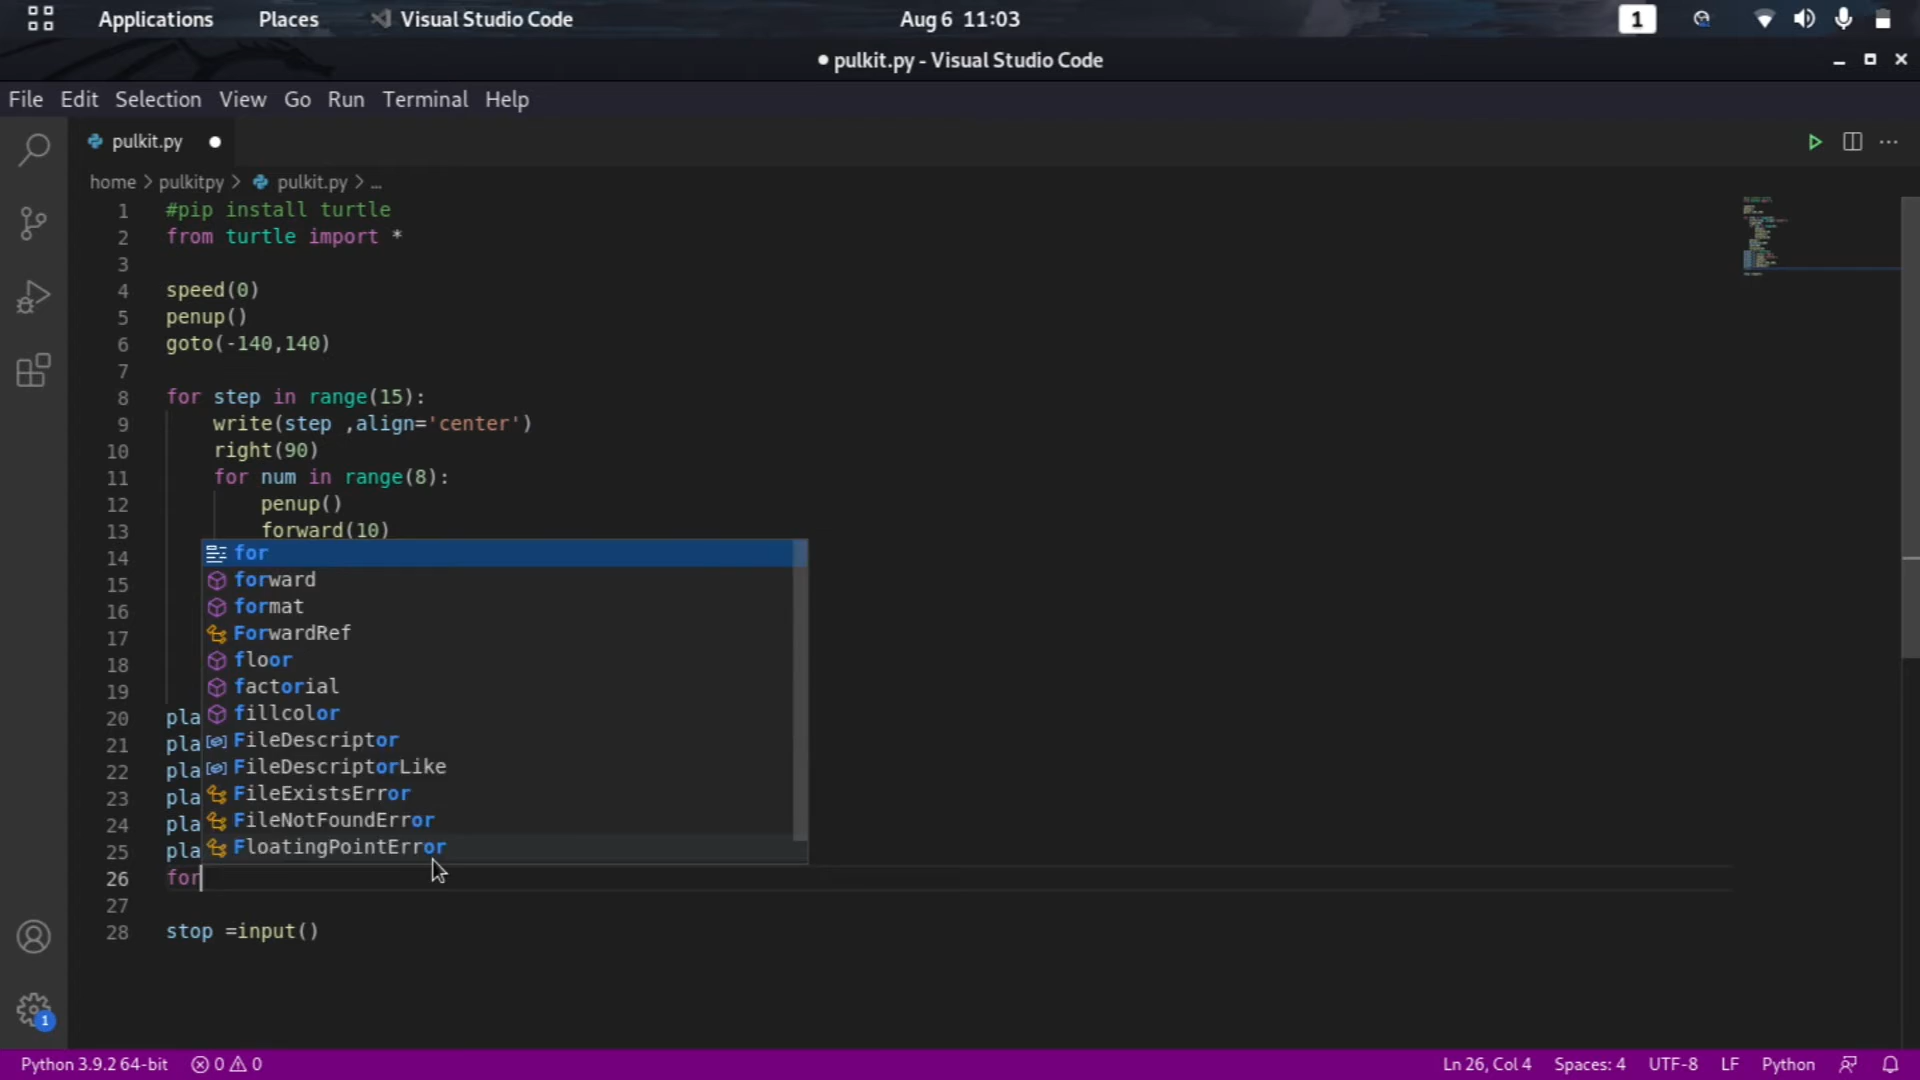 Applications Places Visual Studio Code Aug 6 11:03 1
pulkit.py - Visual Studio Code
File Edit Selection View Go Run Terminal Help
pulkit.py
home > pulkitpy > pulkit.py > ...
1 #pip install turtle
2 from turtle import *
3
4 speed(0)
5 penup()
6 goto(-140,140)
7
8 for step in range(15):
9 write(step ,align='center')
10 right(90)
11 for num in range(8):
12 penup()
13 forward(10)
14 for
15 forward
16 format
17 ForwardRef
18 floor
19 factorial
20 pla fillcolor
21 pla FileDescriptor
22 pla FileDescriptorLike
23 pla FileExistsError
24 pla FileNotFoundError
25 pla FloatingPointError
26 for
27
28 stop =input()
1
Python 3.9.2 64-bit 0 0 Ln 26, Col 4 Spaces: 4 UTF-8 LF Python